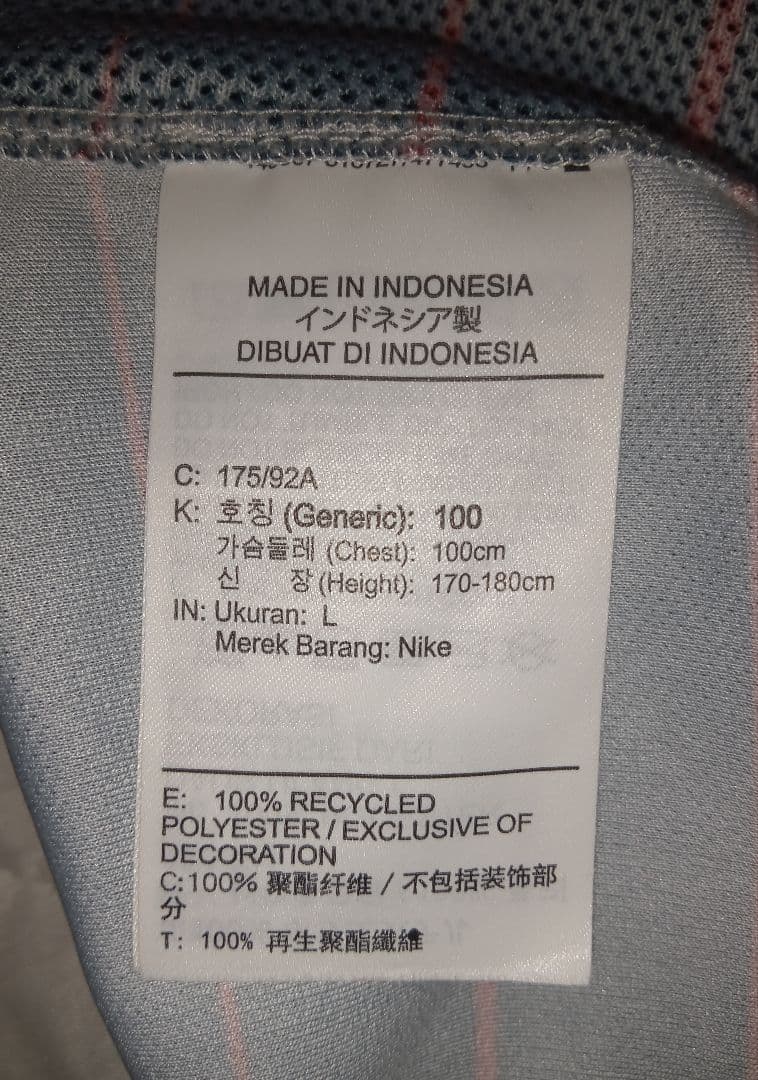 MADE IN INDONESIA
インドネシア製
DIBUAT DI INDONESIA
C: 175/92A
K: 호칭 (Generic): 100
가슴둘레 (Chest): 100cm
신 장 (Height): 170-180cm
IN: Ukuran: L
Merek Barang: Nike
E: 100% RECYCLED
POLYESTER / EXCLUSIVE OF
DECORATION
C:100% 聚酯纤维 / 不包括装饰部
分
T: 100% 再生聚酯纖維